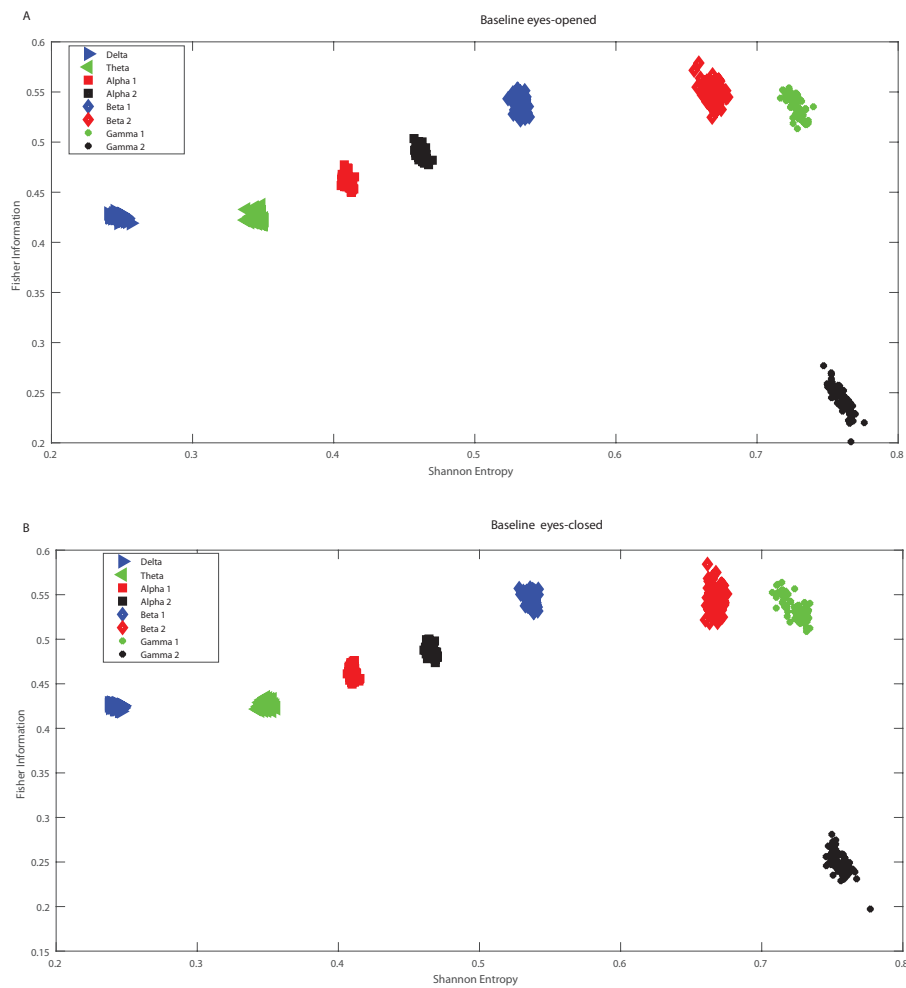 A
Baseline eyes-opened
0.6
0.55
0.5
0.45
0.4
0.35
0.3
0.25
0.2
Fisher Information
Delta
Theta
Alpha 1
Alpha 2
Beta 1
Beta 2
Gamma 1
Gamma 2
0.2 0.3 0.4 0.5 0.6 0.7 0.8
Shannon Entropy
B
Baseline eyes-closed
0.6
0.55
0.5
0.45
0.4
0.35
0.3
0.25
0.2
0.15
Fisher Information
Delta
Theta
Alpha 1
Alpha 2
Beta 1
Beta 2
Gamma 1
Gamma 2
0.2 0.3 0.4 0.5 0.6 0.7 0.8
Shannon Entropy